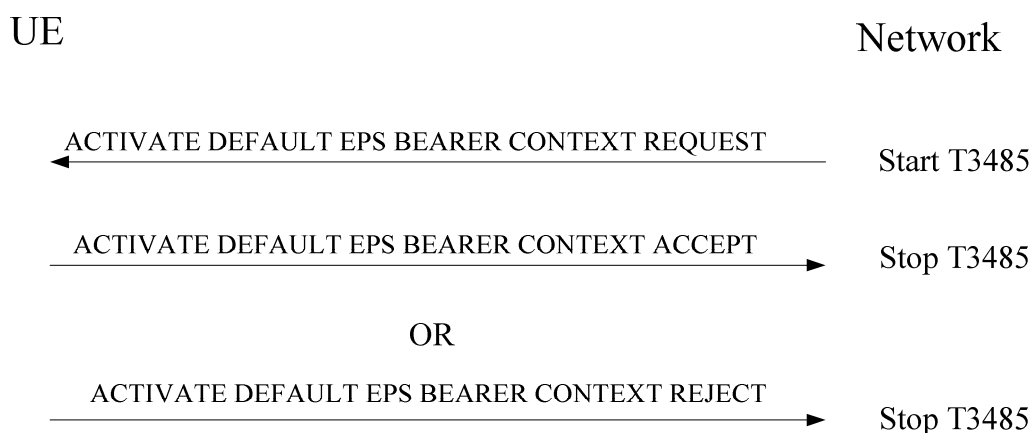 UE
Network
ACTIVATE DEFAULT EPS BEARER CONTEXT REQUEST
Start T3485
ACTIVATE DEFAULT EPS BEARER CONTEXT ACCEPT
Stop T3485
OR
ACTIVATE DEFAULT EPS BEARER CONTEXT REJECT
Stop T3485